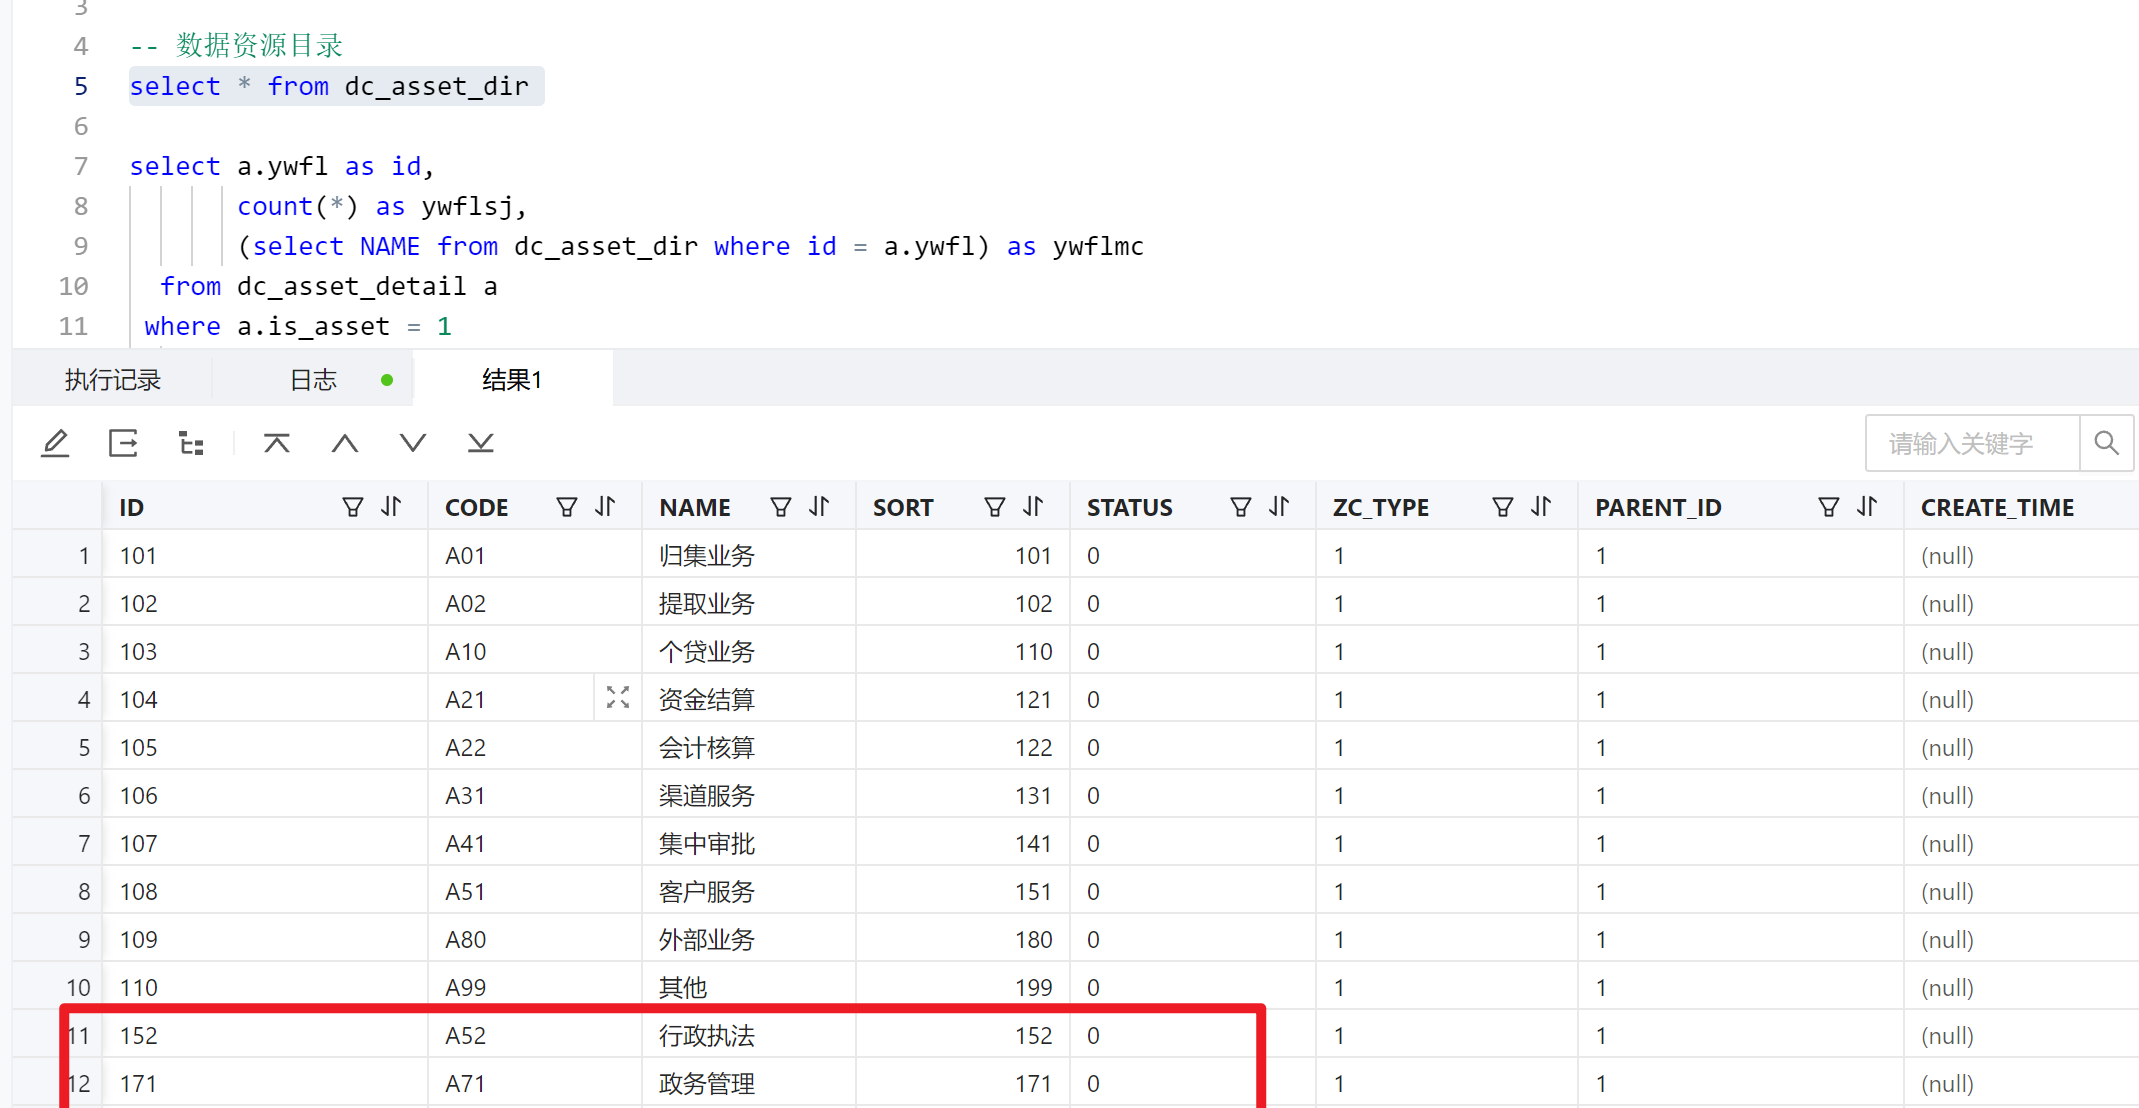 3
4 -- 数据资源目录
5 select * from dc_asset_dir
6
7 select a.ywfl as id,
8 count(*) as ywflsj,
9 (select NAME from dc_asset_dir where id = a.ywfl) as ywflmc
10 from dc_asset_detail a
11 where a.is_asset = 1
执行记录 日志 结果1
请输入关键字
ID CODE NAME SORT STATUS ZC_TYPE PARENT_ID CREATE_TIME
1 101 A01 归集业务 101 0 1 1 (null)
2 102 A02 提取业务 102 0 1 1 (null)
3 103 A10 个贷业务 110 0 1 1 (null)
4 104 A21 资金结算 121 0 1 1 (null)
5 105 A22 会计核算 122 0 1 1 (null)
6 106 A31 渠道服务 131 0 1 1 (null)
7 107 A41 集中审批 141 0 1 1 (null)
8 108 A51 客户服务 151 0 1 1 (null)
9 109 A80 外部业务 180 0 1 1 (null)
10 110 A99 其他 199 0 1 1 (null)
11 152 A52 行政执法 152 0 1 1 (null)
12 171 A71 政务管理 171 0 1 1 (null)